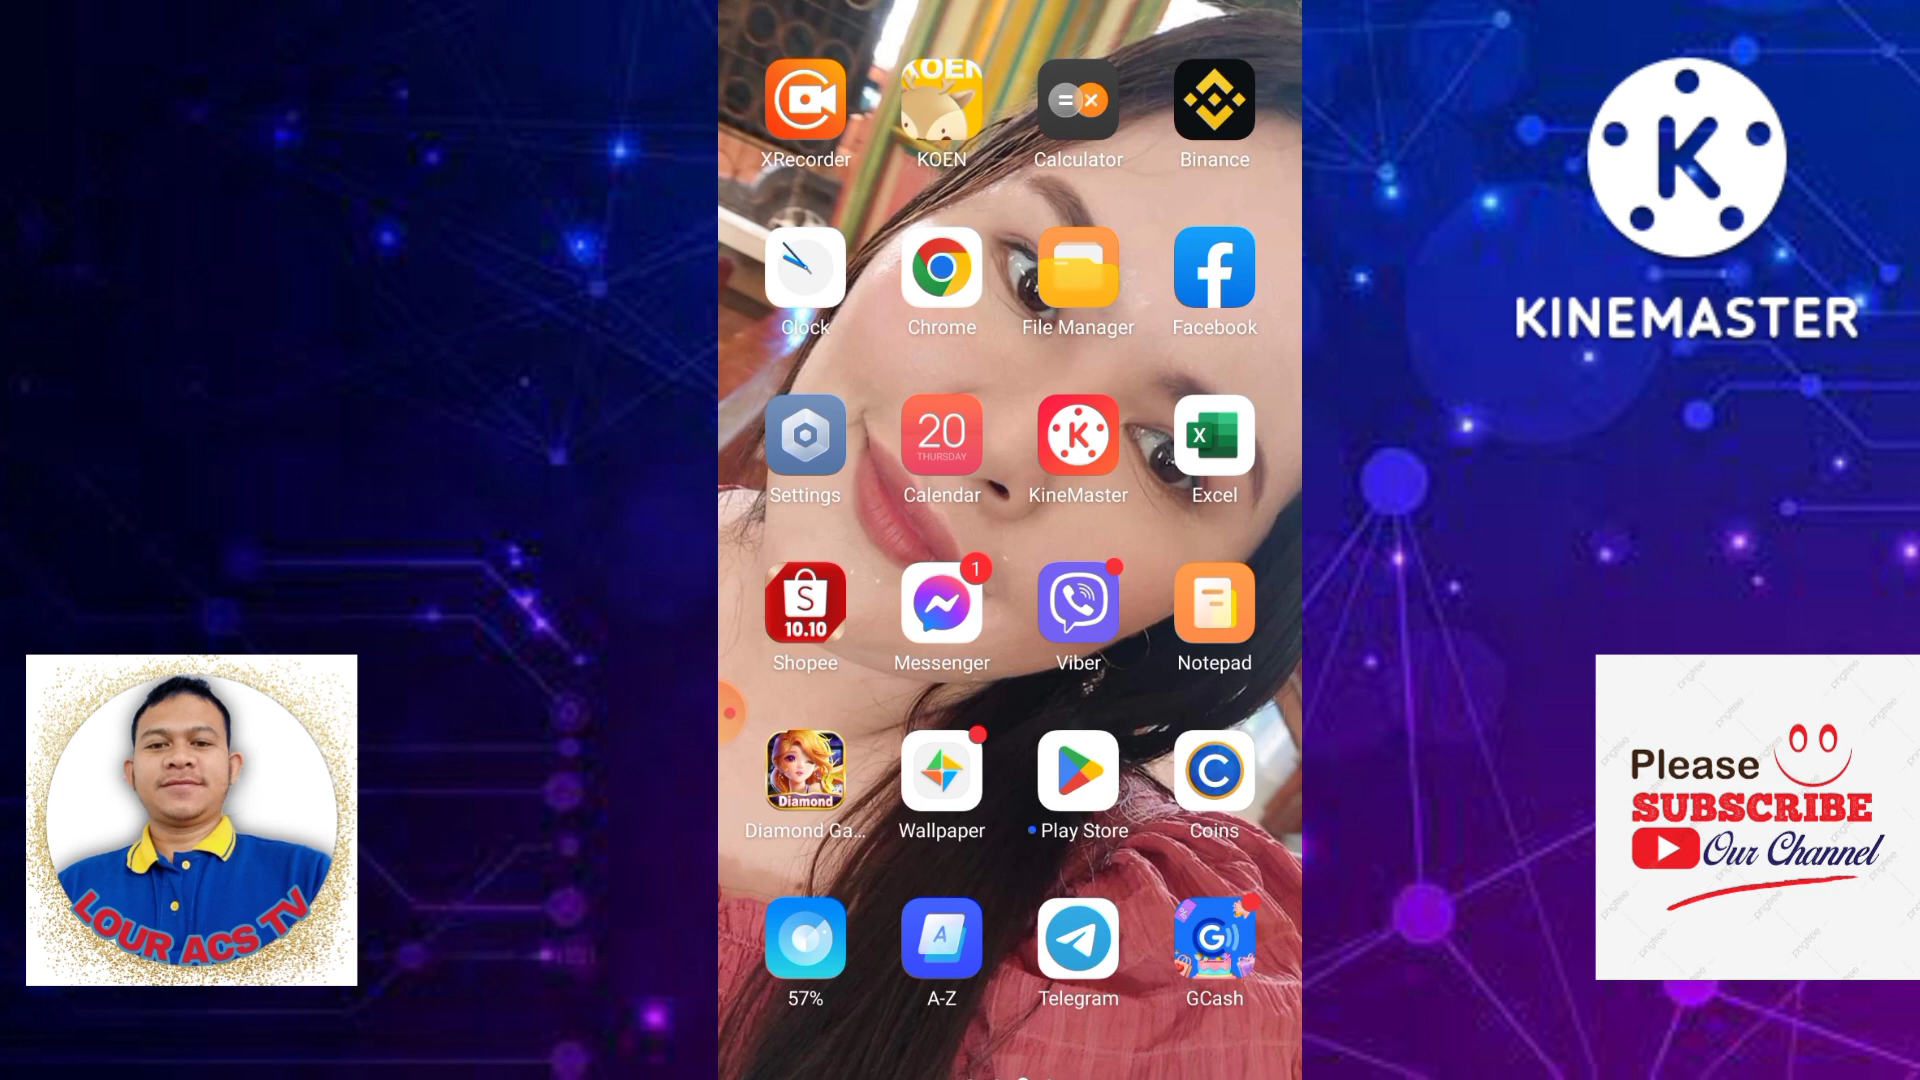 KOEN
XRecorder
KOEN
Calculator
Binance
K
KINEMASTER
Clock
Chrome
File Manager
Facebook
20
THURSDAY
K
X
Settings
Calendar
KineMaster
Excel
S
10.10
1
Shopee
Messenger
Viber
Notepad
Diamond
C
Diamond Ga...
Wallpaper
Play Store
Coins
A
G
57%
A-Z
Telegram
GCash
LOUR ACS TV
Please
SUBSCRIBE
Our Channel
pngtree